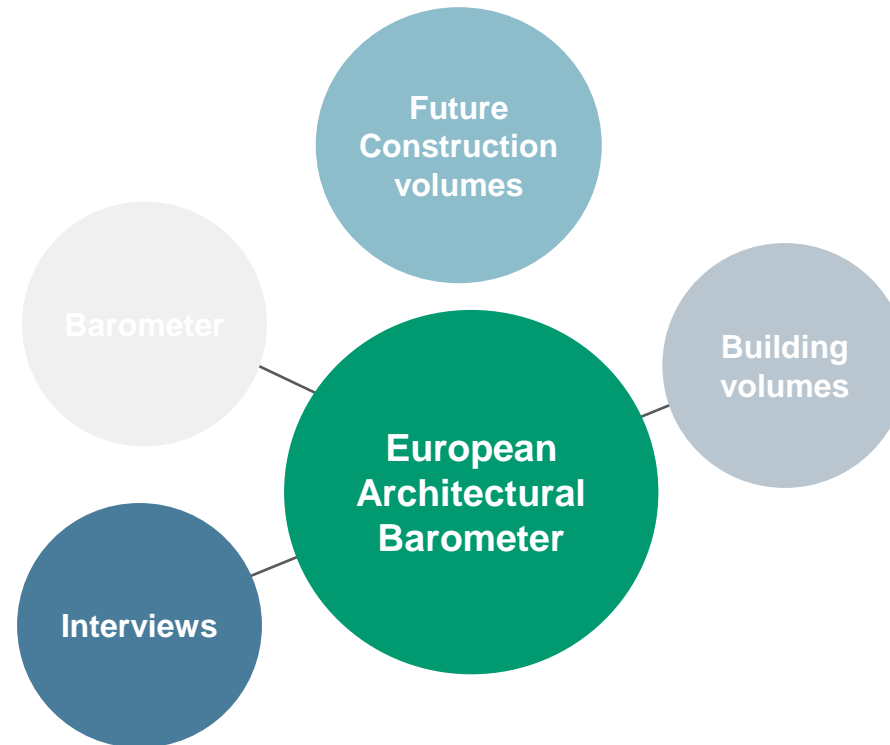 Future
Construction
volumes
Barometer
Building
volumes
European
Architectural
Barometer
Interviews